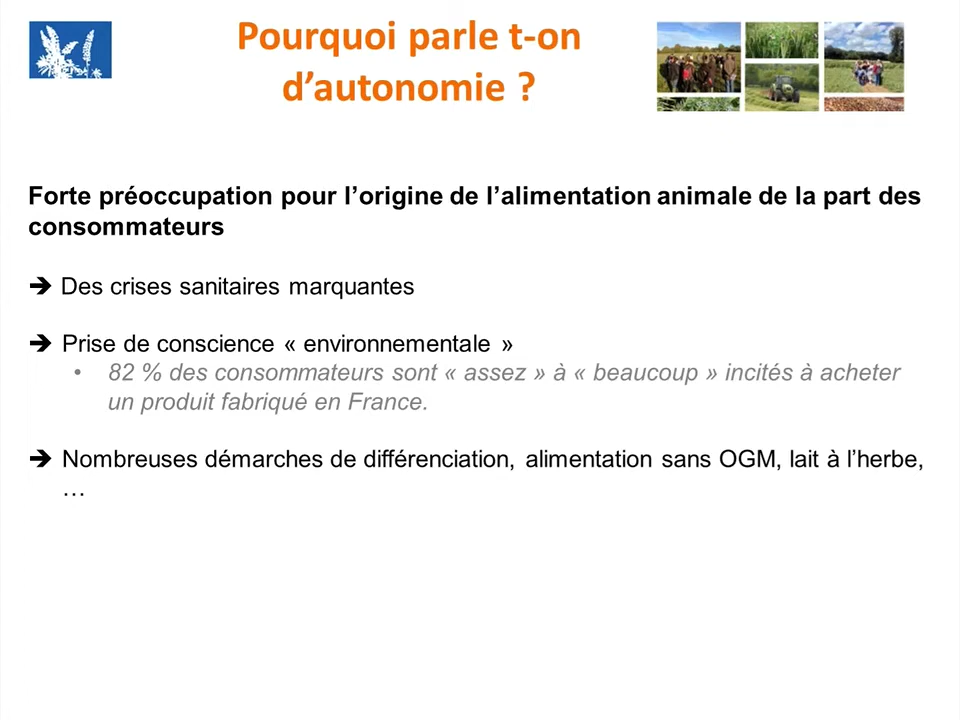 Pourquoi parle t-on
d’autonomie ?
Forte préoccupation pour l’origine de l’alimentation animale de la part des
consommateurs
➔ Des crises sanitaires marquantes
➔ Prise de conscience « environnementale »
• 82 % des consommateurs sont « assez » à « beaucoup » incités à acheter
un produit fabriqué en France.
➔ Nombreuses démarches de différenciation, alimentation sans OGM, lait à l’herbe,
…